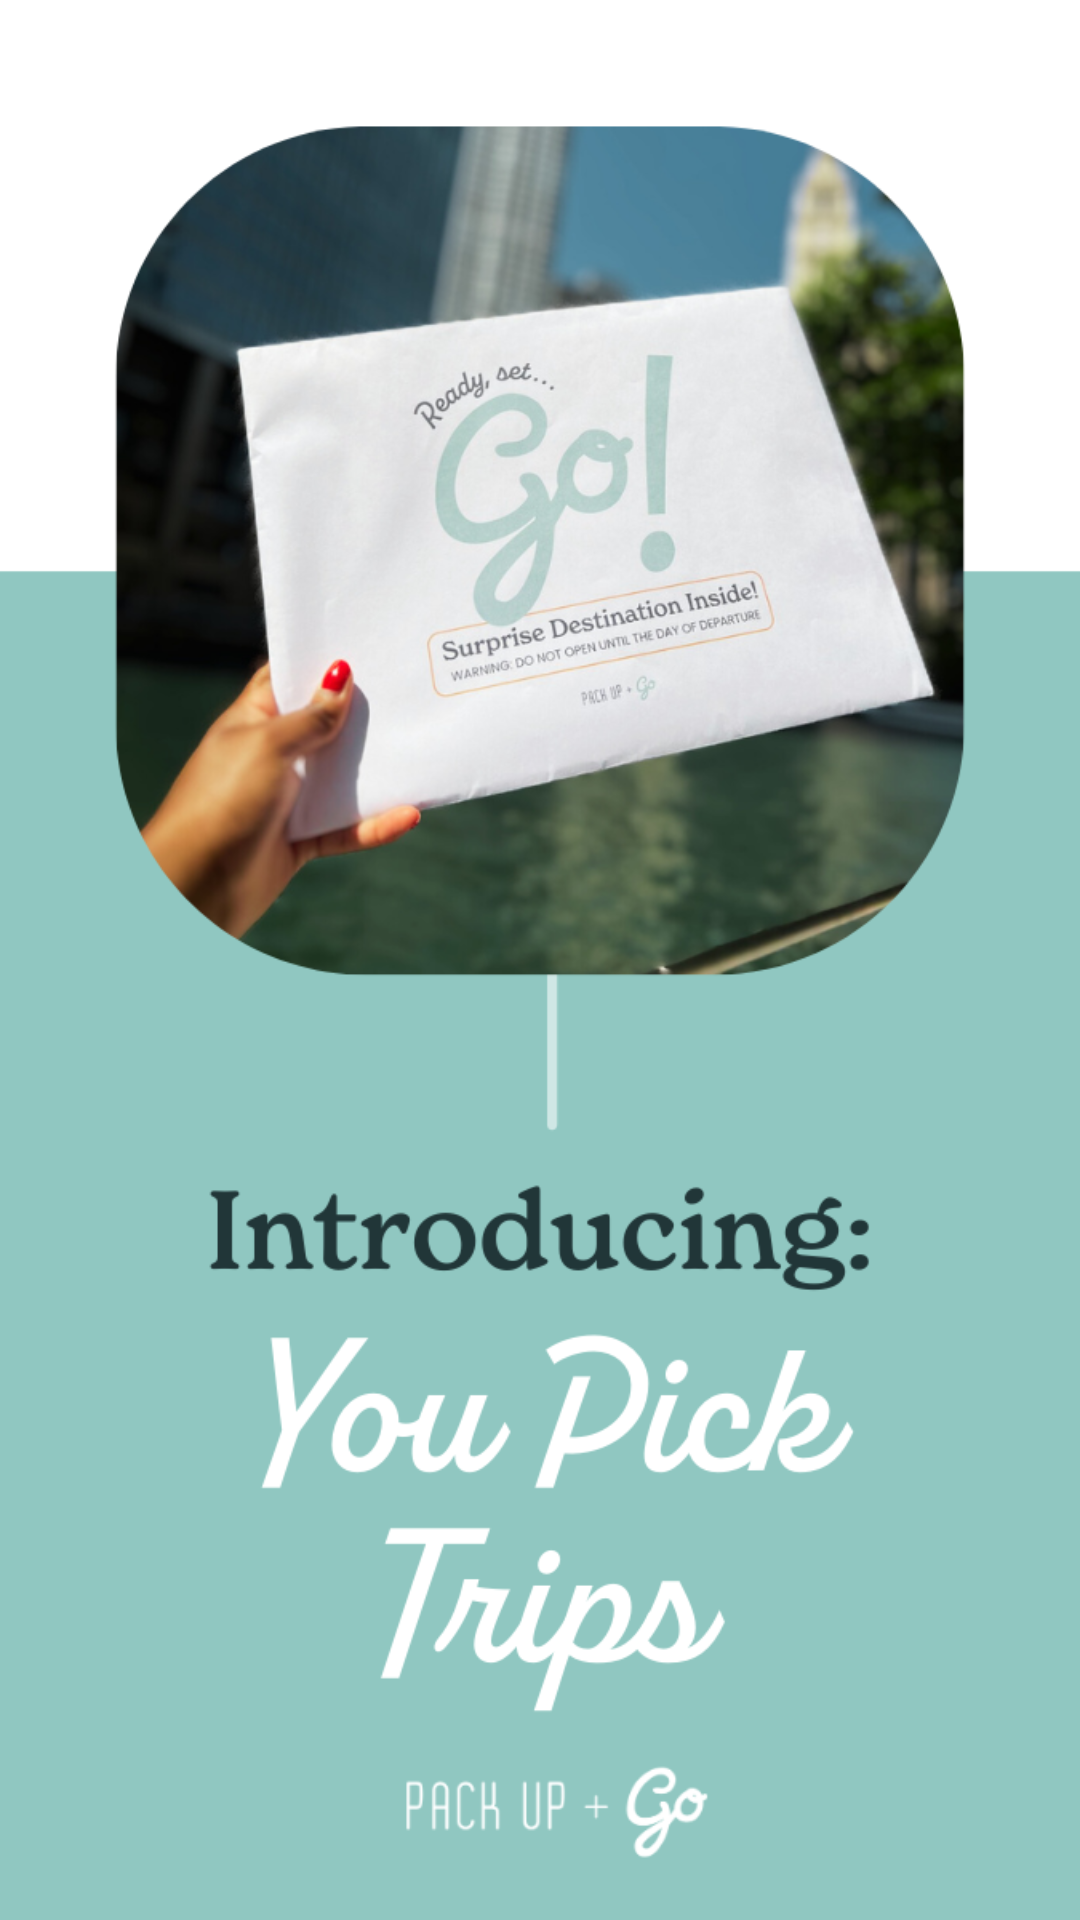 Ready, set...
Go!
Surprise Destination Inside!
WARNING: DO NOT OPEN UNTIL THE DAY OF DEPARTURE
PACK UP + Go
Introducing:
You Pick
Trips
PACK UP + Go